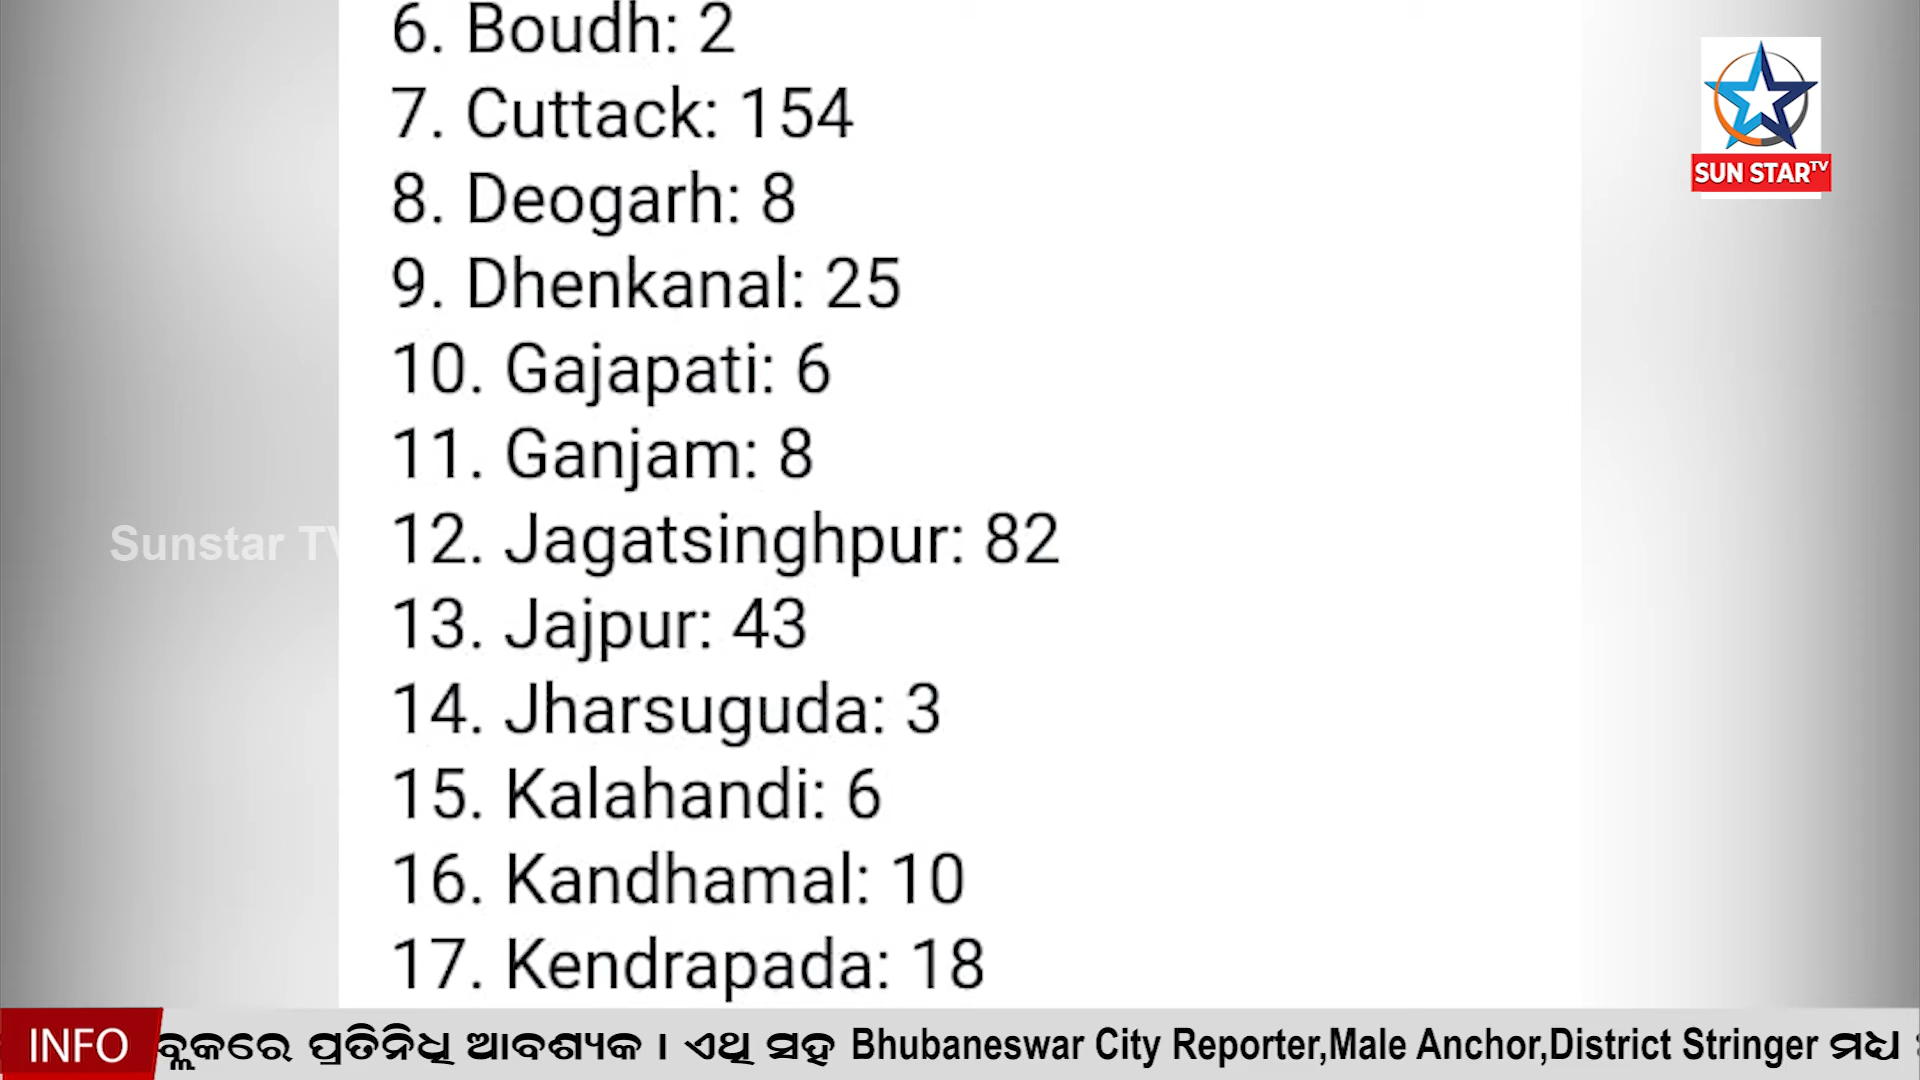 6. Boudh: 2
7. Cuttack: 154
8. Deogarh: 8
9. Dhenkanal: 25
10. Gajapati: 6
11. Ganjam: 8
12. Jagatsinghpur: 82
13. Jajpur: 43
14. Jharsuguda: 3
15. Kalahandi: 6
16. Kandhamal: 10
17. Kendrapada: 18
SUN STAR TV
Sunstar TV
INFO
ବ୍ଲକରେ ପ୍ରତିନିଧି ଆବଶ୍ୟକ । ଏଥି ସହ Bhubaneswar City Reporter,Male Anchor,District Stringer ମଧ୍ୟ